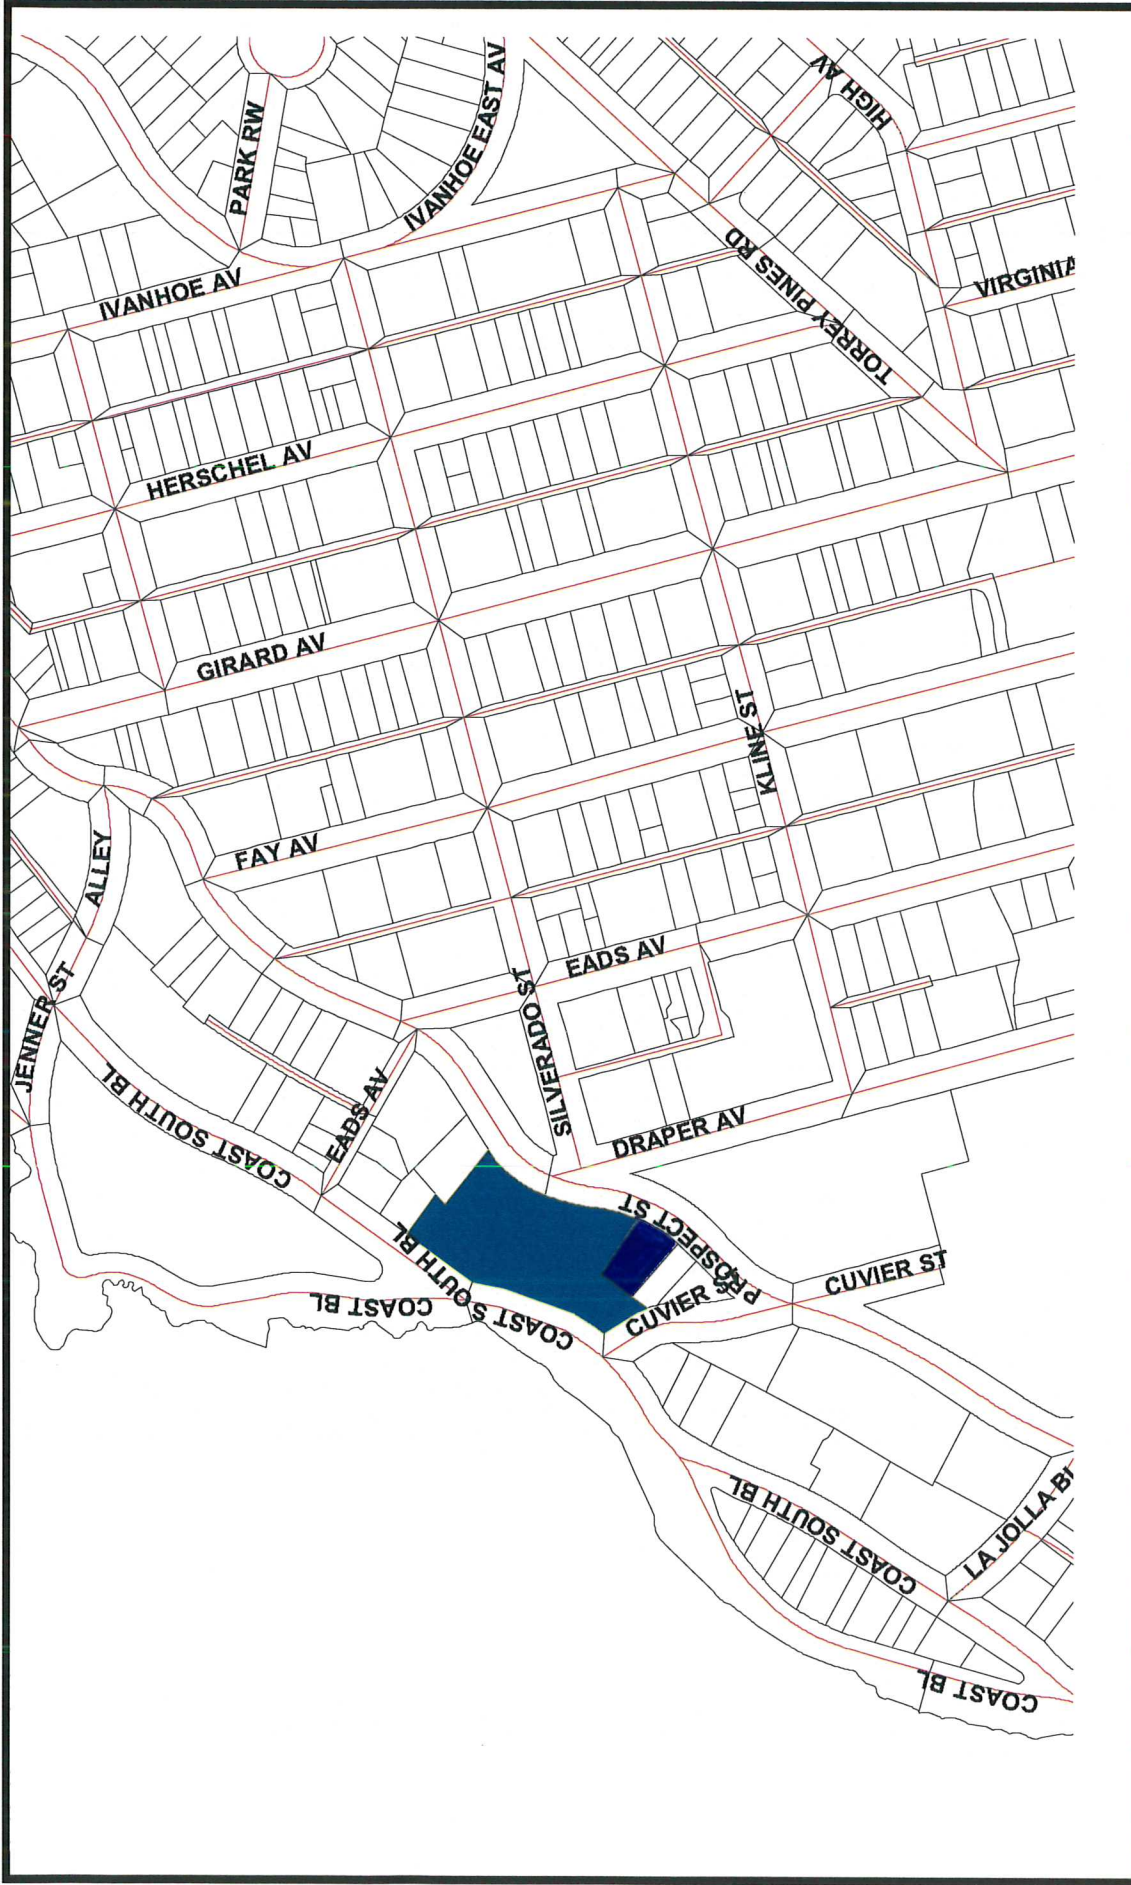 HIGH AV
PARK RW
IVANHOE EAST AV
TORREY PINES RD
VIRGINIA
IVANHOE AV
HERSCHEL AV
GIRARD AV
KLINE ST
FAY AV
ALLEY
EADS AV
JENNER ST
SILVERADO ST
COAST SOUTH BL
EADS AV
DRAPER AV
PROSPECT ST
COAST SOUTH BL
CUVIER ST
COAST BL
CUVIER
COAST S
COAST SOUTH BL
LA JOLLA BL
COAST BL